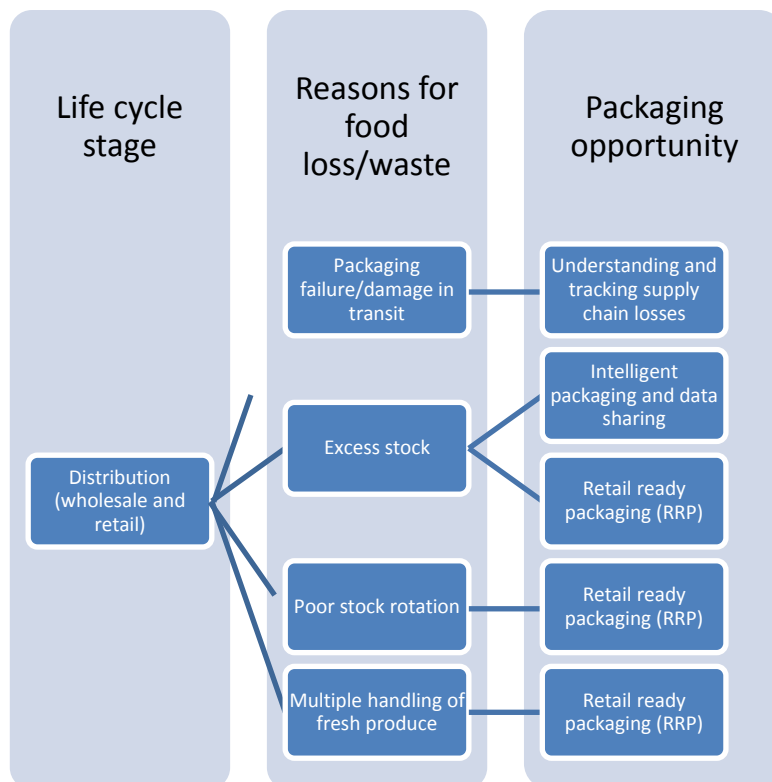 Life cycle
stage
Reasons for
food
loss/waste
Packaging
opportunity
Distribution
(wholesale and
retail)
Packaging
failure/damage in
transit
Understanding and
tracking supply
chain losses
Excess stock
Intelligent
packaging and data
sharing
Retail ready
packaging (RRP)
Poor stock rotation
Retail ready
packaging (RRP)
Multiple handling of
fresh produce
Retail ready
packaging (RRP)